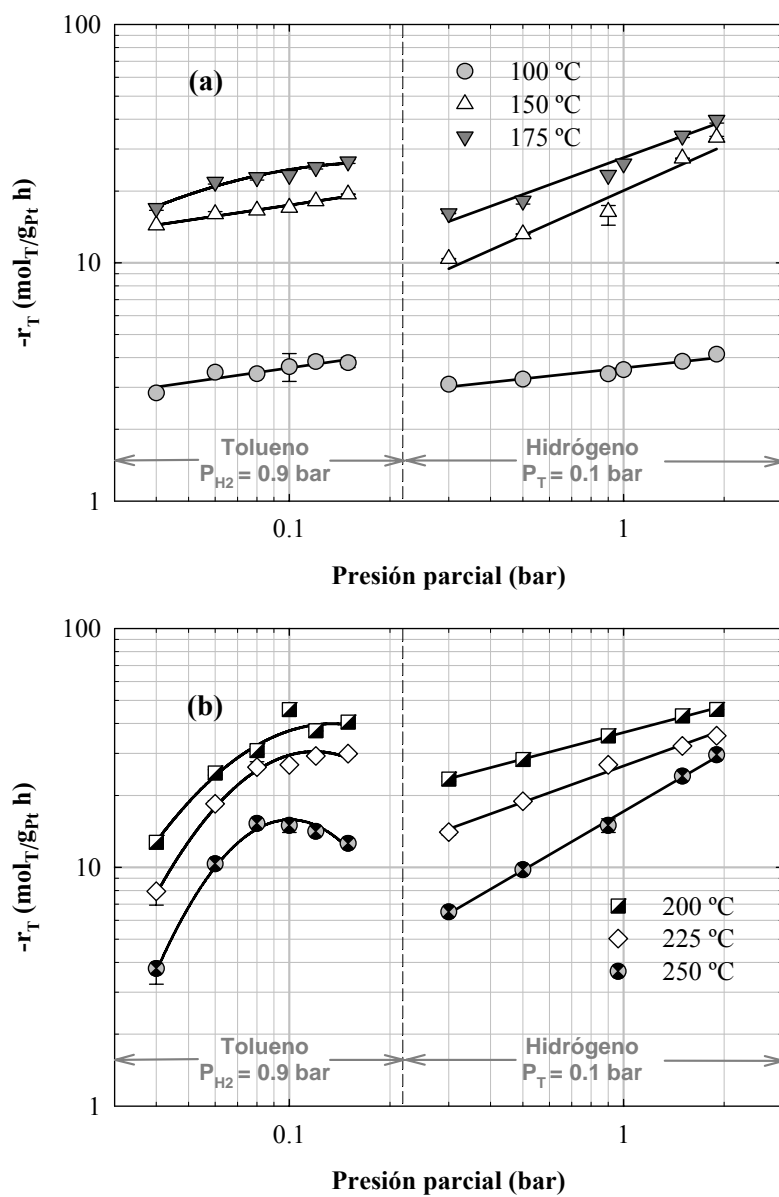 100
(a)
100 ºC
150 ºC
175 ºC
10
-r_T (mol_T/g_Pt h)
Tolueno
P_H2 = 0.9 bar
Hidrógeno
P_T = 0.1 bar
1
0.1
1
Presión parcial (bar)
100
(b)
10
-r_T (mol_T/g_Pt h)
200 ºC
225 ºC
250 ºC
Tolueno
P_H2 = 0.9 bar
Hidrógeno
P_T = 0.1 bar
1
0.1
1
Presión parcial (bar)